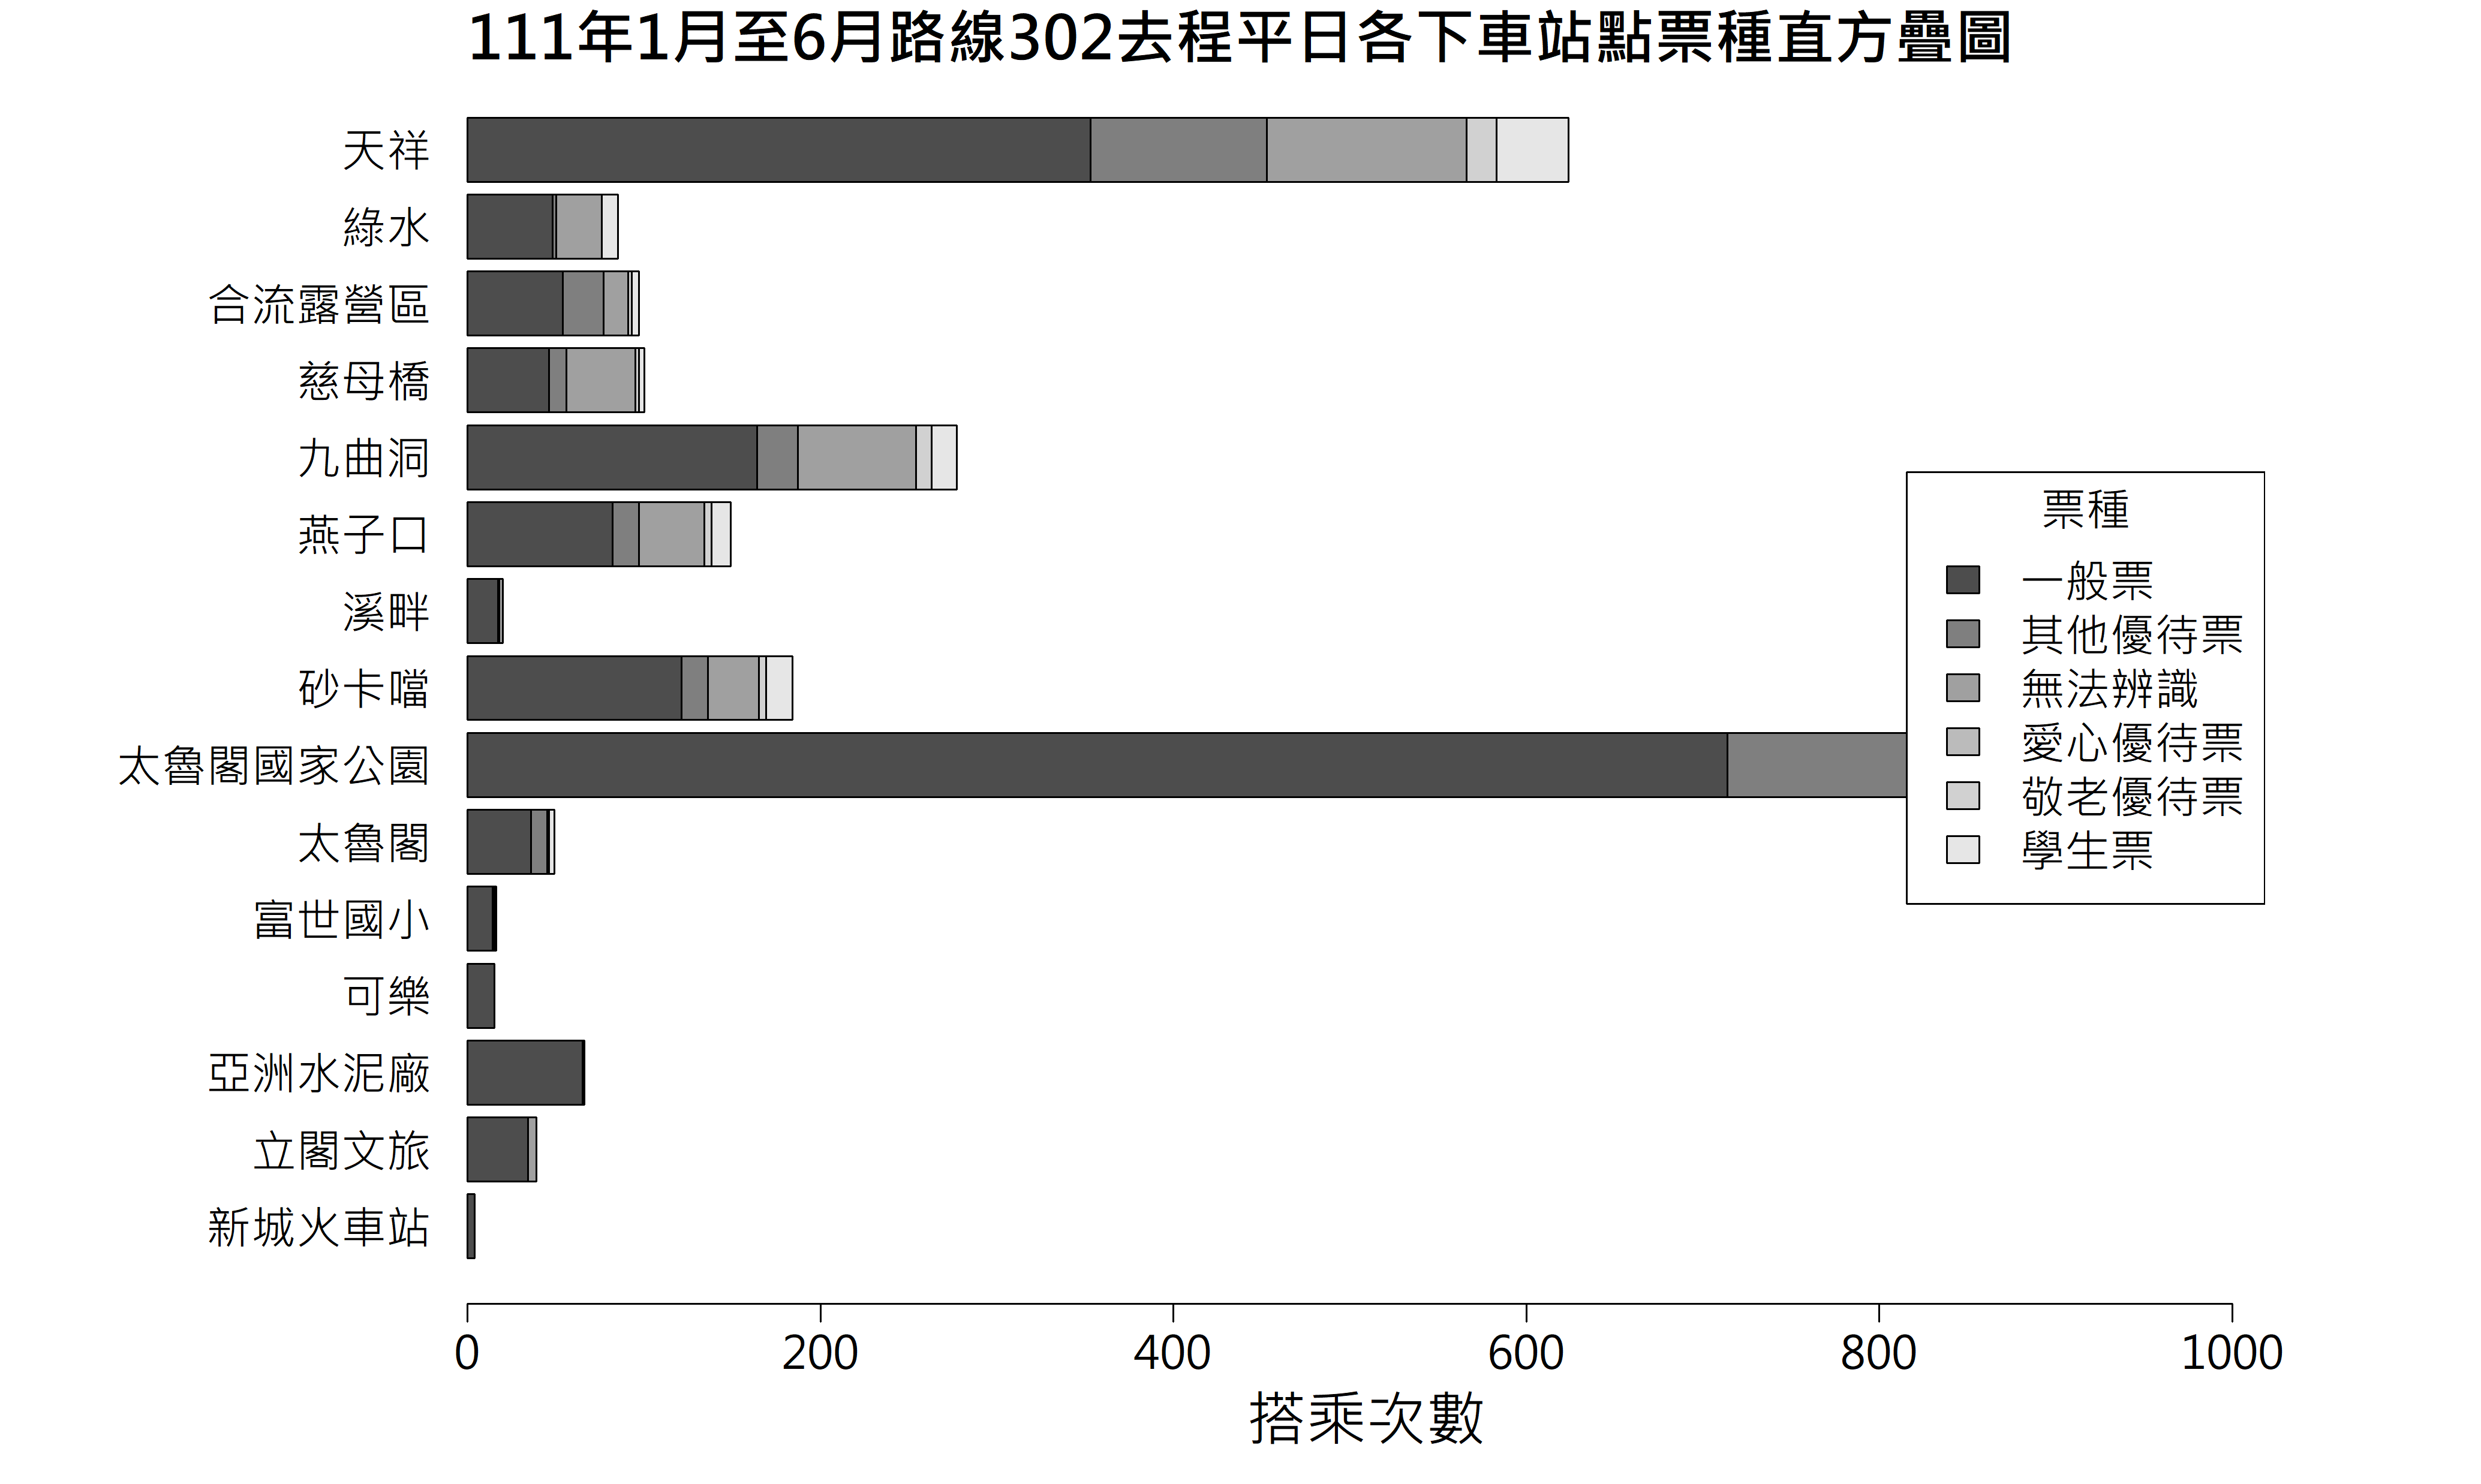 111年1月至6月路線302去程平日各下車站點票種直方疊圖
天祥
綠水
合流露營區
慈母橋
九曲洞
燕子口
溪畔
砂卡噹
太魯閣國家公園
太魯閣
富世國小
可樂
亞洲水泥廠
立閣文旅
新城火車站
票種
一般票
其他優待票
無法辨識
愛心優待票
敬老優待票
學生票
0 200 400 600 800 1000
搭乘次數